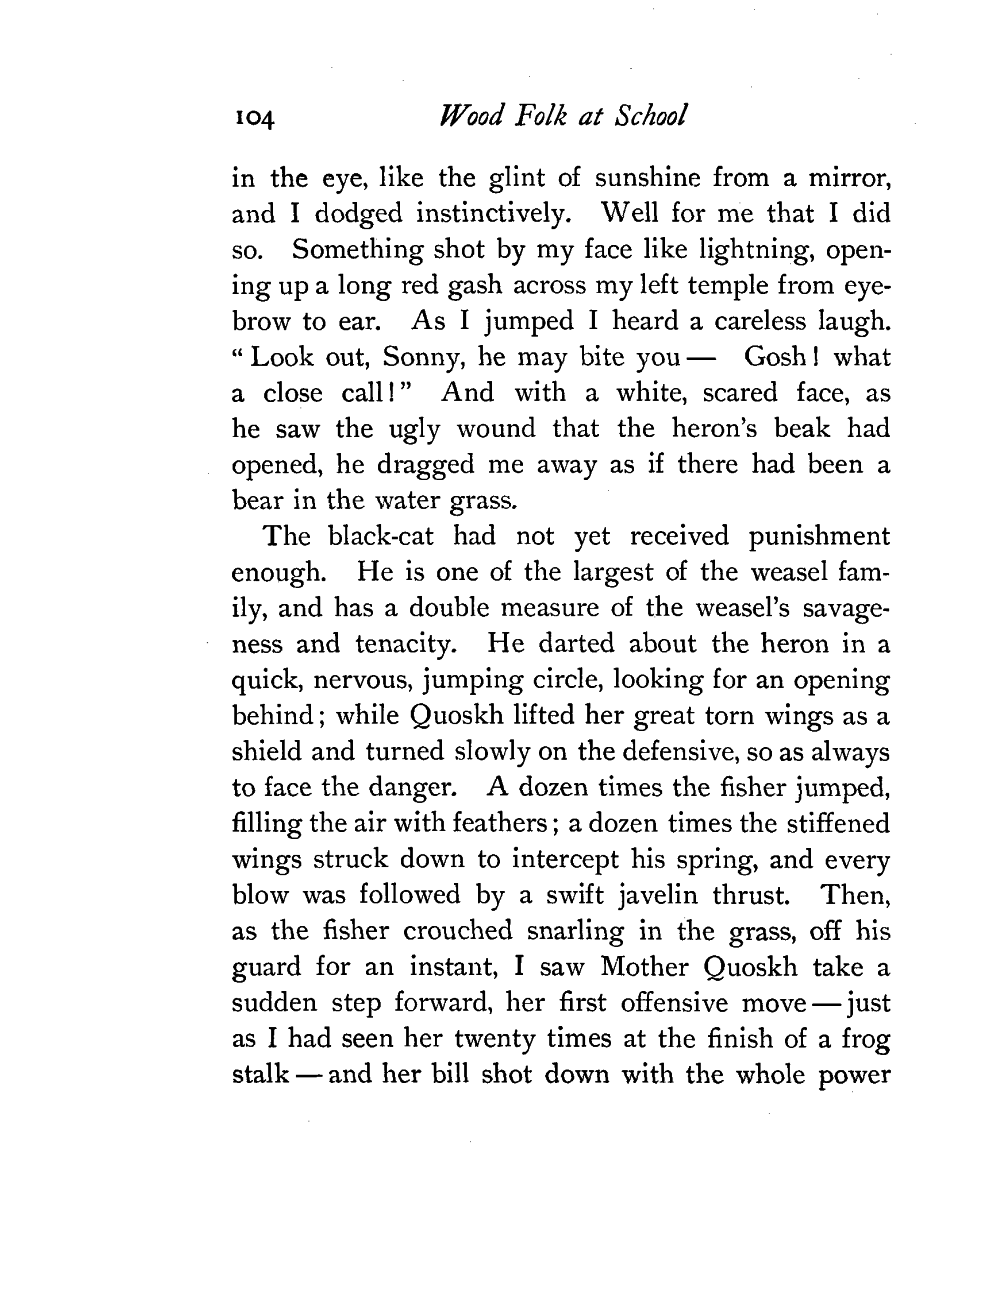 104 Wood Folk at School
in the eye, like the glint of sunshine from a mirror,
and I dodged instinctively. Well for me that I did
so. Something shot by my face like lightning, open-
ing up a long red gash across my left temple from eye-
brow to ear. As I jumped I heard a careless laugh.
“ Look out, Sonny, he may bite you — Gosh! what
a close call!” And with a white, scared face, as
he saw the ugly wound that the heron’s beak had
opened, he dragged me away as if there had been a
bear in the water grass.
The black-cat had not yet received punishment
enough. He is one of the largest of the weasel fam-
ily, and has a double measure of the weasel’s savage-
ness and tenacity. He darted about the heron in a
quick, nervous, jumping circle, looking for an opening
behind; while Quoskh lifted her great torn wings as a
shield and turned slowly on the defensive, so as always
to face the danger. A dozen times the fisher jumped,
filling the air with feathers; a dozen times the stiffened
wings struck down to intercept his spring, and every
blow was followed by a swift javelin thrust. Then,
as the fisher crouched snarling in the grass, off his
guard for an instant, I saw Mother Quoskh take a
sudden step forward, her first offensive move — just
as I had seen her twenty times at the finish of a frog
stalk — and her bill shot down with the whole power